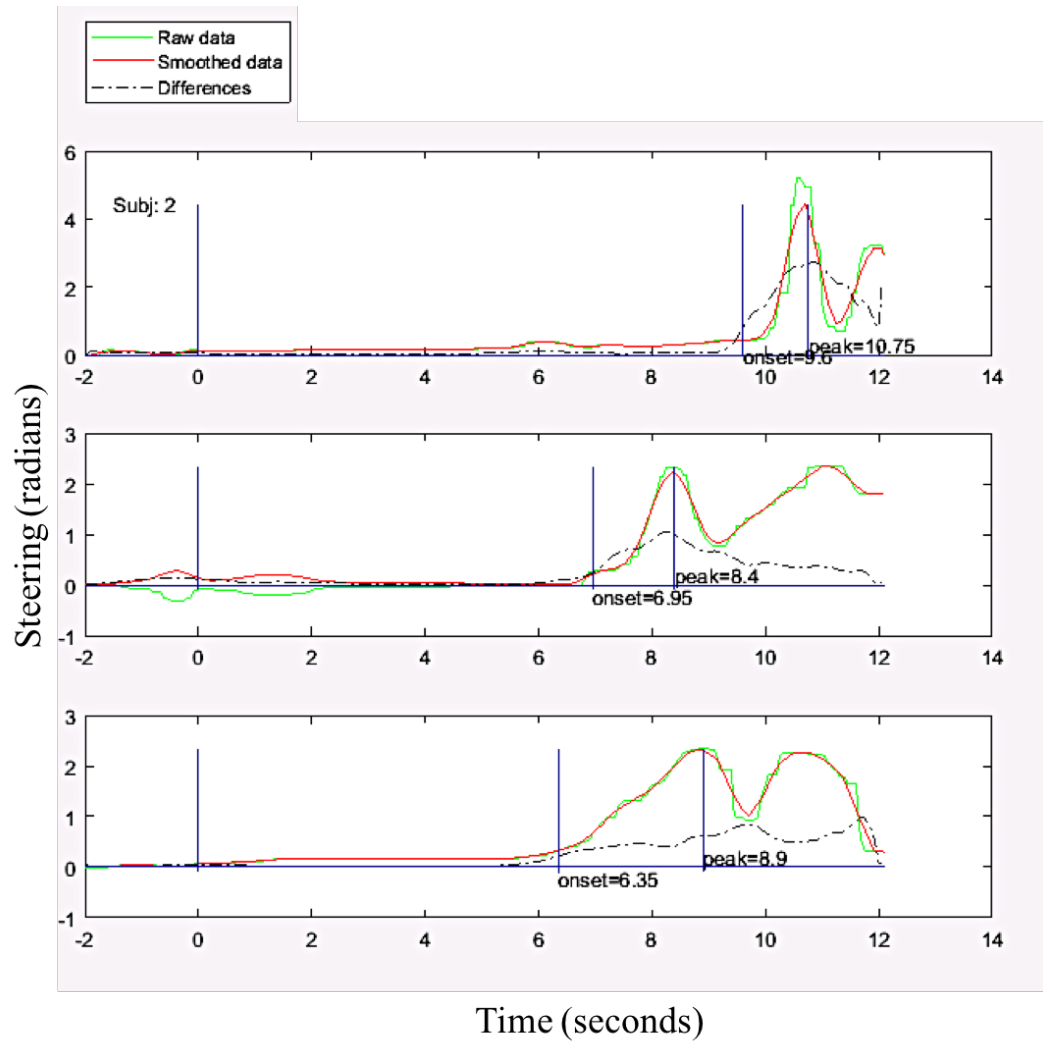 Raw data
Smoothed data
Differences
6
4
2
0
Subj: 2
onset=9.6
peak=10.75
-2 0 2 4 6 8 10 12 14
Steering (radians)
3
2
1
0
-1
peak=8.4
onset=6.95
-2 0 2 4 6 8 10 12 14
3
2
1
0
-1
peak=8.9
onset=6.35
-2 0 2 4 6 8 10 12 14
Time (seconds)